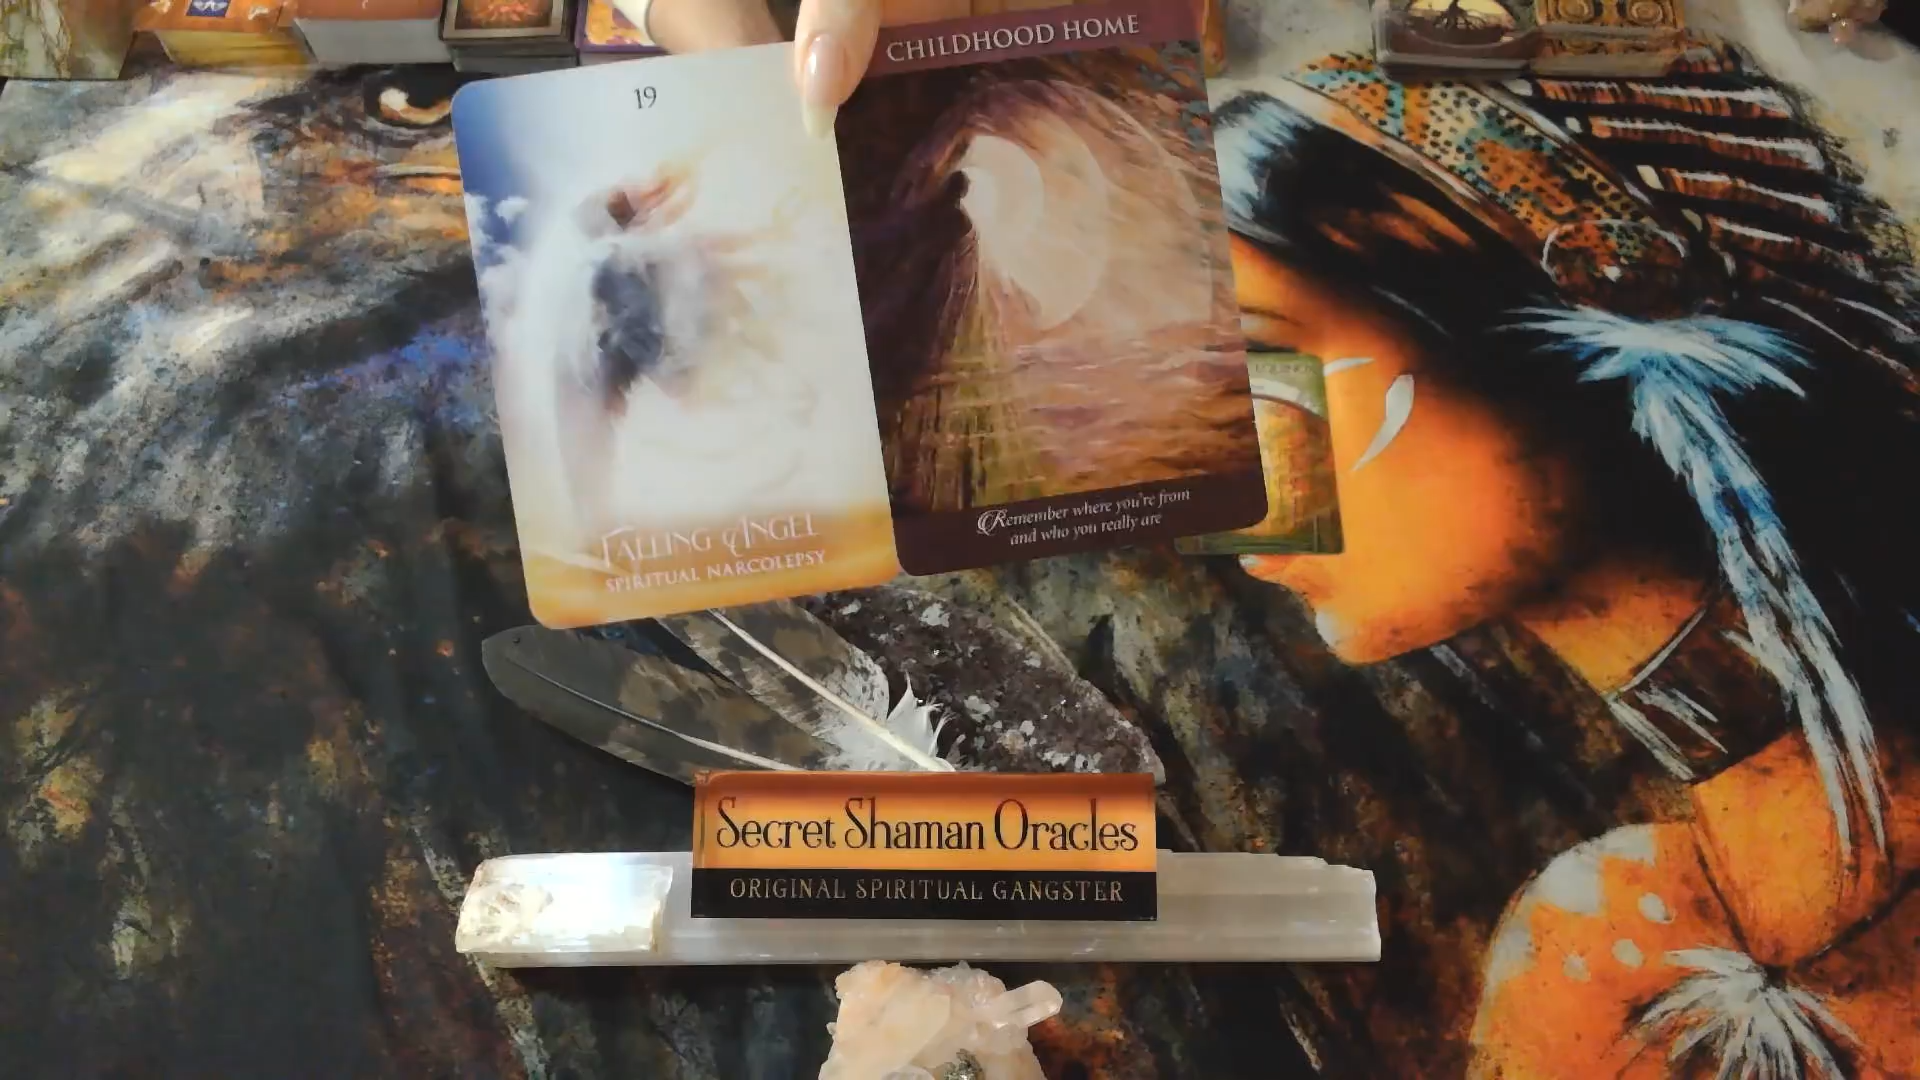 19
FALLING ANGEL
SPIRITUAL NARCOLEPSY
CHILDHOOD HOME
Remember where you're from
and who you really are
EQUINOX
Secret Shaman Oracles
ORIGINAL SPIRITUAL GANGSTER